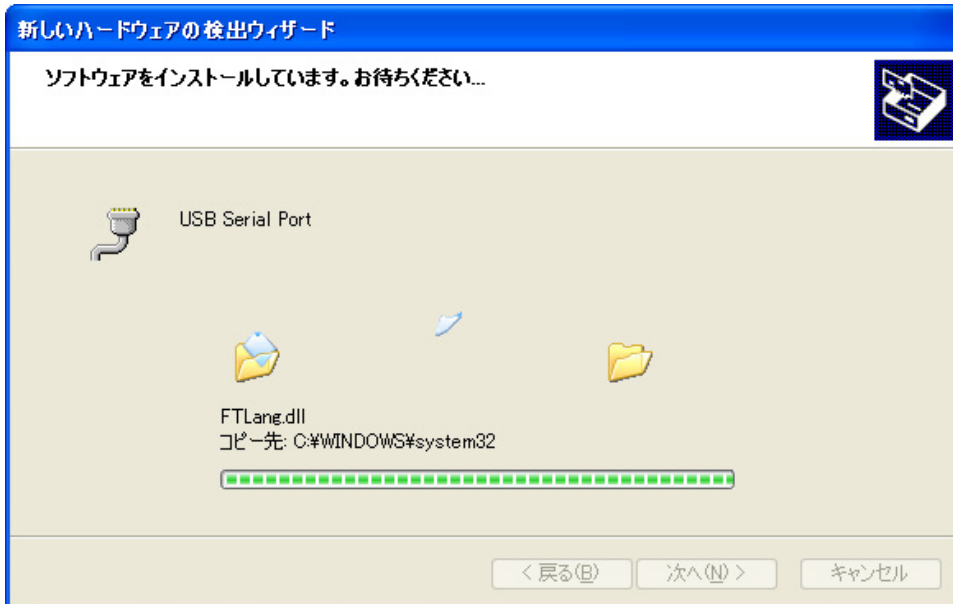 新しいハードウェアの検出ウィザード
ソフトウェアをインストールしています。お待ちください...
USB Serial Port
FTLang.dll
コピー先: C:¥WINDOWS¥system32
< 戻る(B)
次へ(N) >
キャンセル